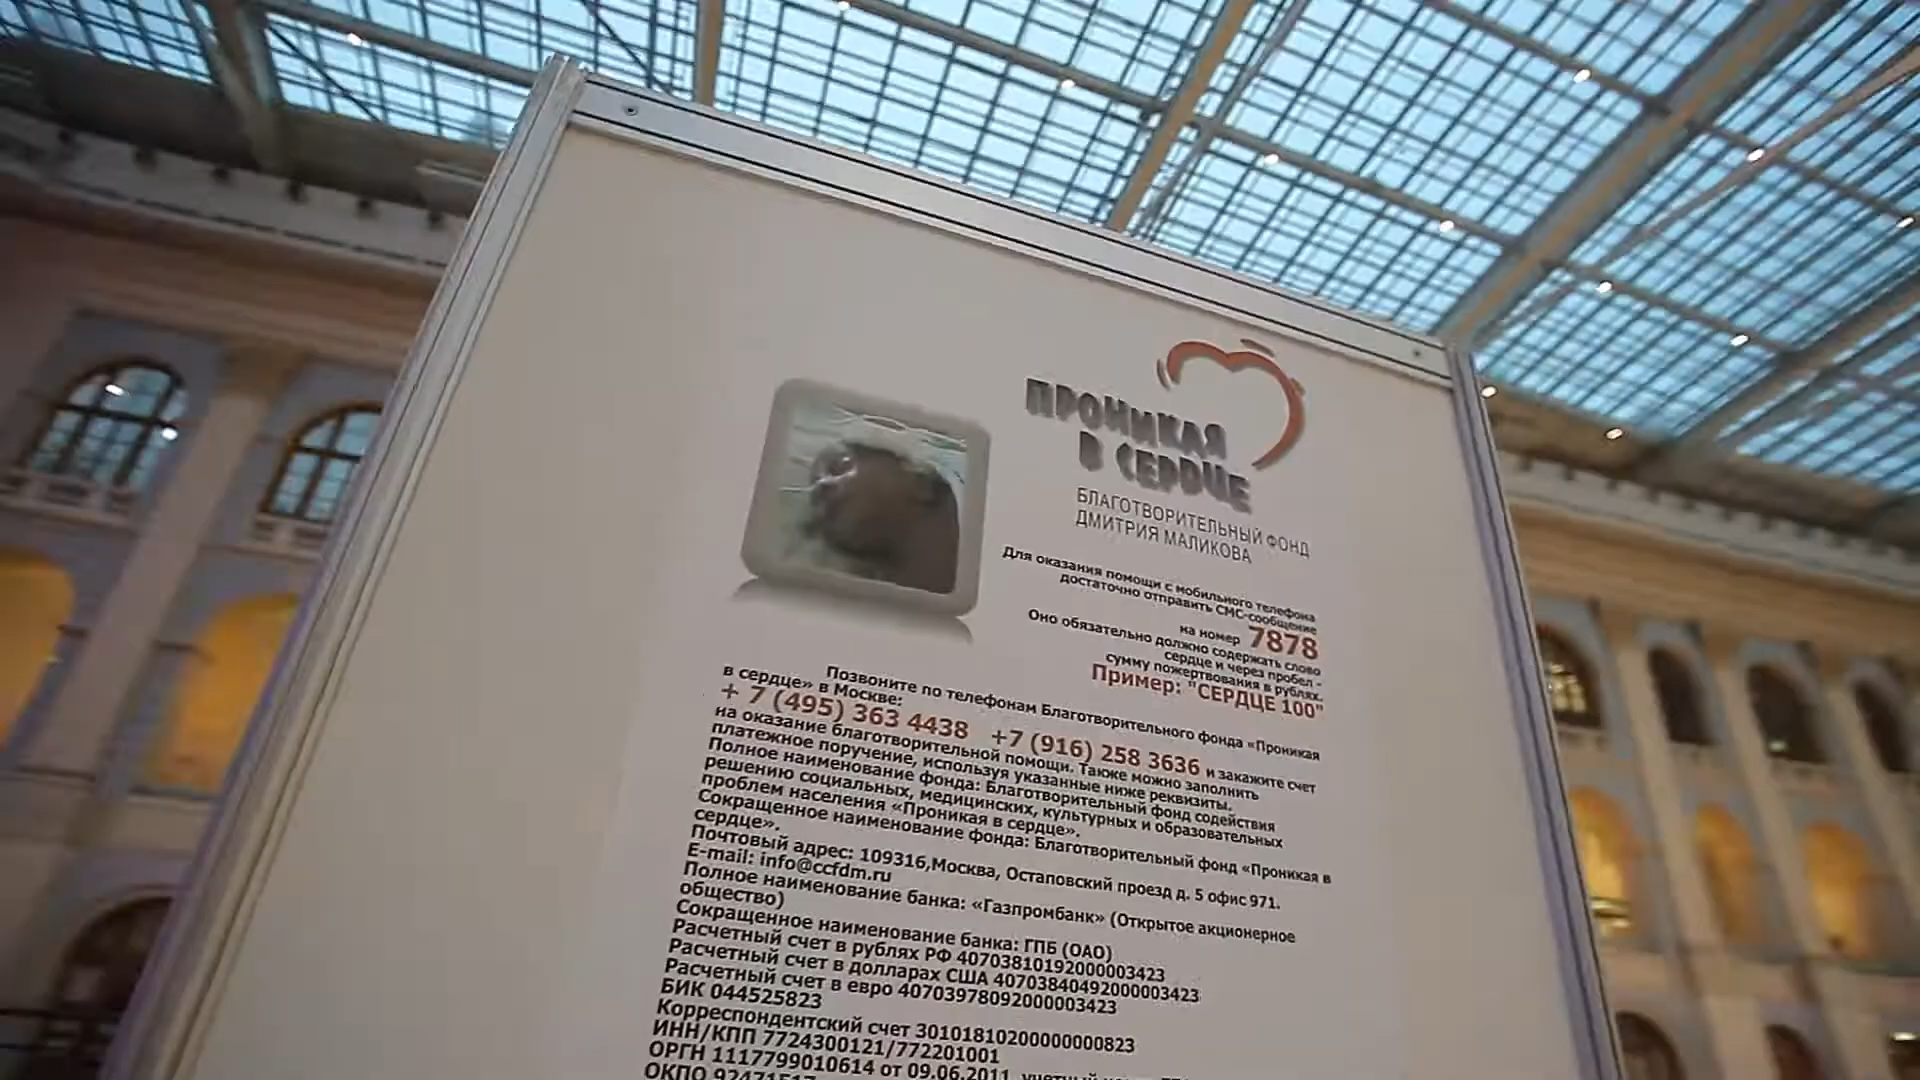 ПРОНИКАЯ
В СЕРДЦЕ
БЛАГОТВОРИТЕЛЬНЫЙ ФОНД
ДМИТРИЯ МАЛИКОВА
Для оказания помощи с мобильного телефона
достаточно отправить СМС-сообщение
на номер 7878
Оно обязательно должно содержать слово
сердце и через пробел -
сумму пожертвования в рублях.
Пример: "СЕРДЦЕ 100"
Позвоните по телефонам Благотворительного фонда «Проникая
в сердце» в Москве:
+ 7 (495) 363 4438 +7 (916) 258 3636 и закажите счет
на оказание благотворительной помощи. Также можно заполнить
платежное поручение, используя указанные ниже реквизиты.
Полное наименование фонда: Благотворительный фонд содействия
решению социальных, медицинских, культурных и образовательных
проблем населения «Проникая в сердце».
Сокращенное наименование фонда: Благотворительный фонд «Проникая в
сердце».
Почтовый адрес: 109316,Москва, Остаповский проезд д. 5 офис 971.
E-mail: info@ccfdm.ru
Полное наименование банка: «Газпромбанк» (Открытое акционерное
общество)
Сокращенное наименование банка: ГПБ (ОАО)
Расчетный счет в рублях РФ 40703810192000003423
Расчетный счет в долларах США 40703840492000003423
Расчетный счет в евро 40703978092000003423
БИК 044525823
Корреспондентский счет 30101810200000000823
ИНН/КПП 7724300121/772201001
ОРГН 1117799010614 от 09.06.2011
ОКПО